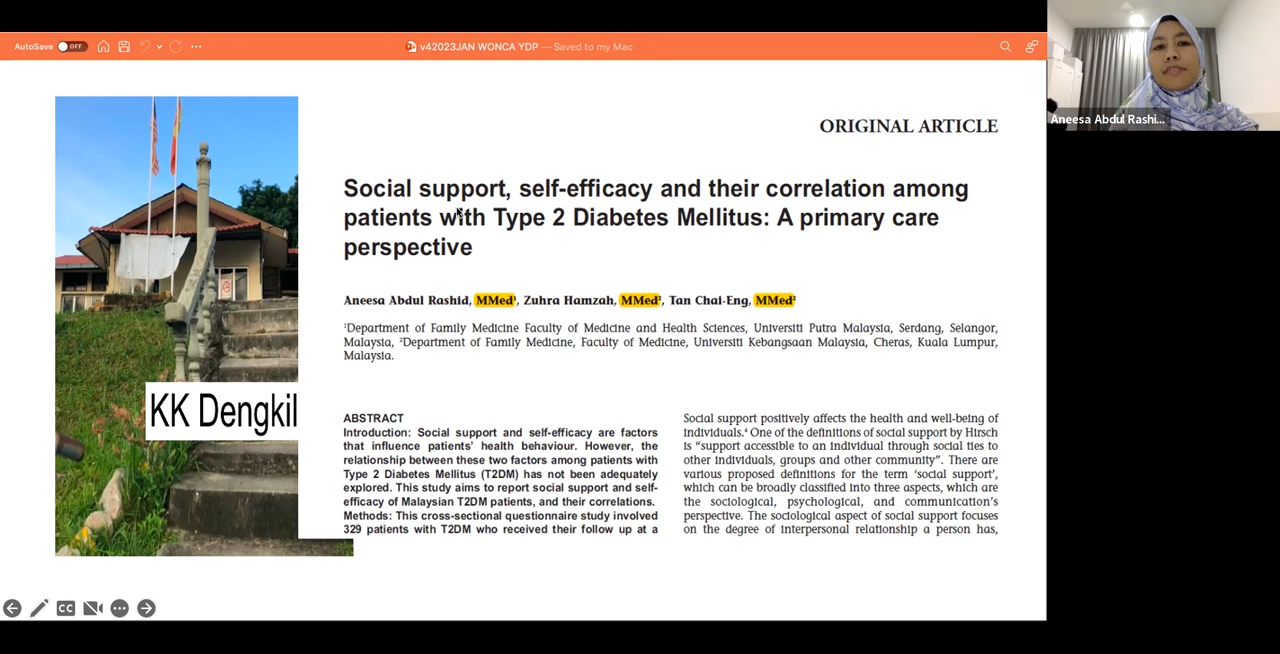 AutoSave OFF
v42023JAN WONCA YDP — Saved to my Mac
Aneesa Abdul Rashi...
ORIGINAL ARTICLE
Social support, self-efficacy and their correlation among
patients with Type 2 Diabetes Mellitus: A primary care
perspective
Aneesa Abdul Rashid, MMed¹, Zuhra Hamzah, MMed², Tan Chai-Eng, MMed²
¹Department of Family Medicine Faculty of Medicine and Health Sciences, Universiti Putra Malaysia, Serdang, Selangor,
Malaysia, ²Department of Family Medicine, Faculty of Medicine, Universiti Kebangsaan Malaysia, Cheras, Kuala Lumpur,
Malaysia.
KK Dengkil
ABSTRACT
Introduction: Social support and self-efficacy are factors
that influence patients' health behaviour. However, the
relationship between these two factors among patients with
Type 2 Diabetes Mellitus (T2DM) has not been adequately
explored. This study aims to report social support and self-
efficacy of Malaysian T2DM patients, and their correlations.
Methods: This cross-sectional questionnaire study involved
329 patients with T2DM who received their follow up at a
Social support positively affects the health and well-being of
individuals.⁴ One of the definitions of social support by Hirsch
is “support accessible to an individual through social ties to
other individuals, groups and other community”. There are
various proposed definitions for the term ‘social support’,
which can be broadly classified into three aspects, which are
the sociological, psychological, and communication's
perspective. The sociological aspect of social support focuses
on the degree of interpersonal relationship a person has,
CC